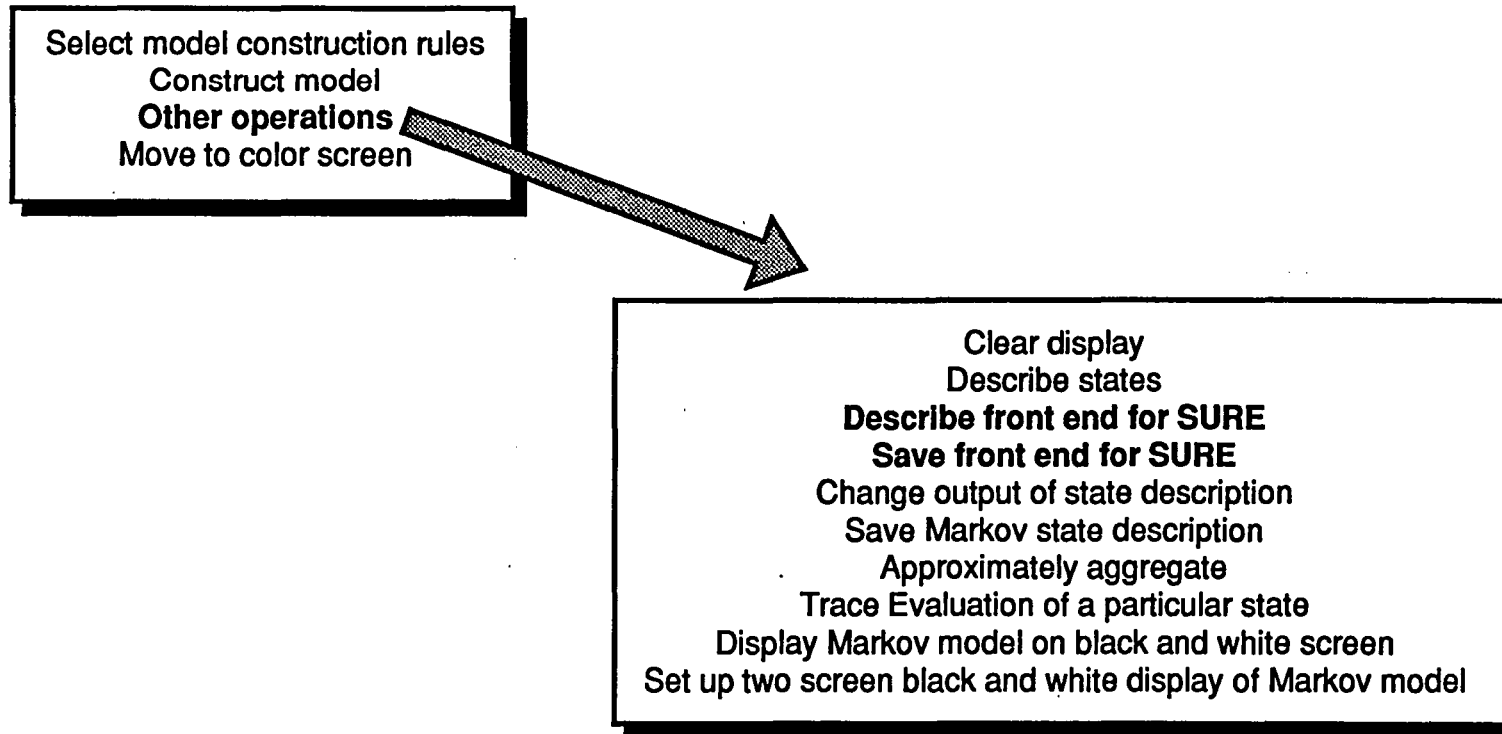 Select model construction rules
Construct model
Other operations
Move to color screen
Clear display
Describe states
Describe front end for SURE
Save front end for SURE
Change output of state description
Save Markov state description
Approximately aggregate
Trace Evaluation of a particular state
Display Markov model on black and white screen
Set up two screen black and white display of Markov model